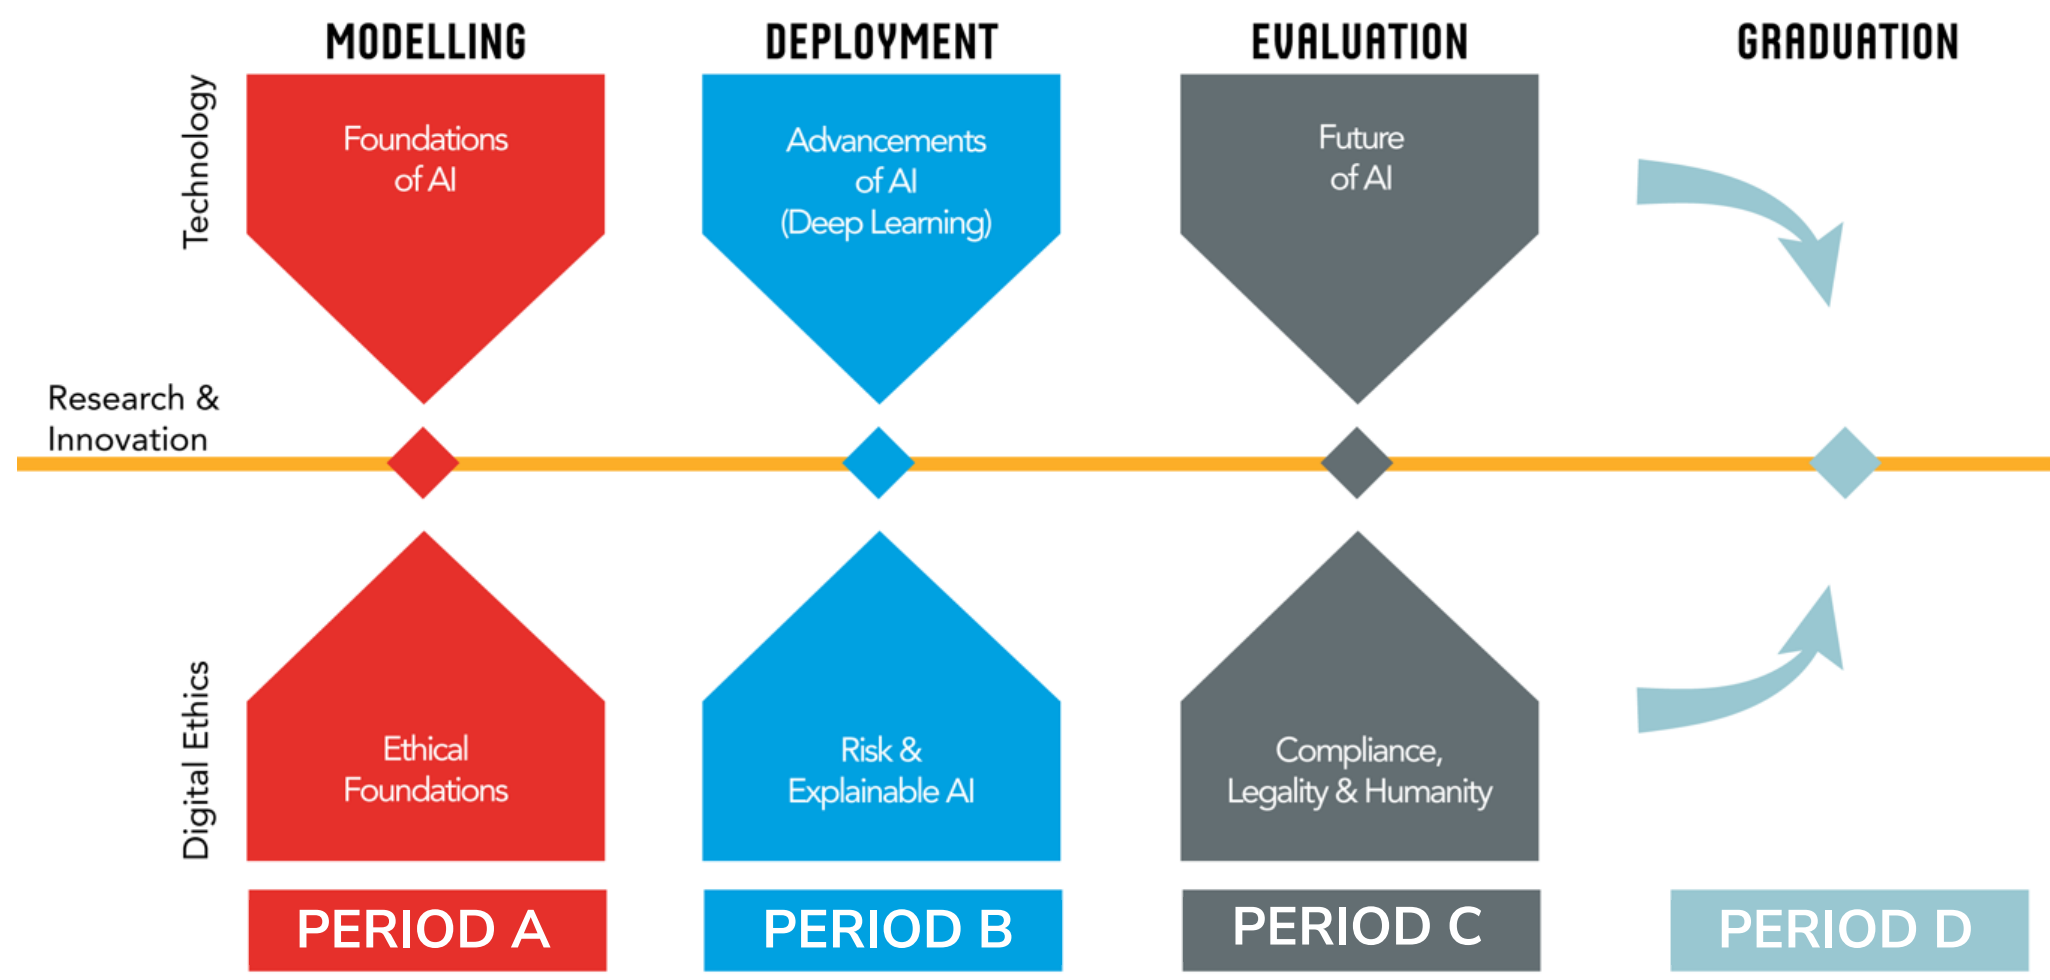 MODELLING
DEPLOYMENT
EVALUATION
GRADUATION
Technology
Foundations
of AI
Advancements
of AI
(Deep Learning)
Future
of AI
Research &
Innovation
Digital Ethics
Ethical
Foundations
Risk &
Explainable AI
Compliance,
Legality & Humanity
PERIOD A
PERIOD B
PERIOD C
PERIOD D